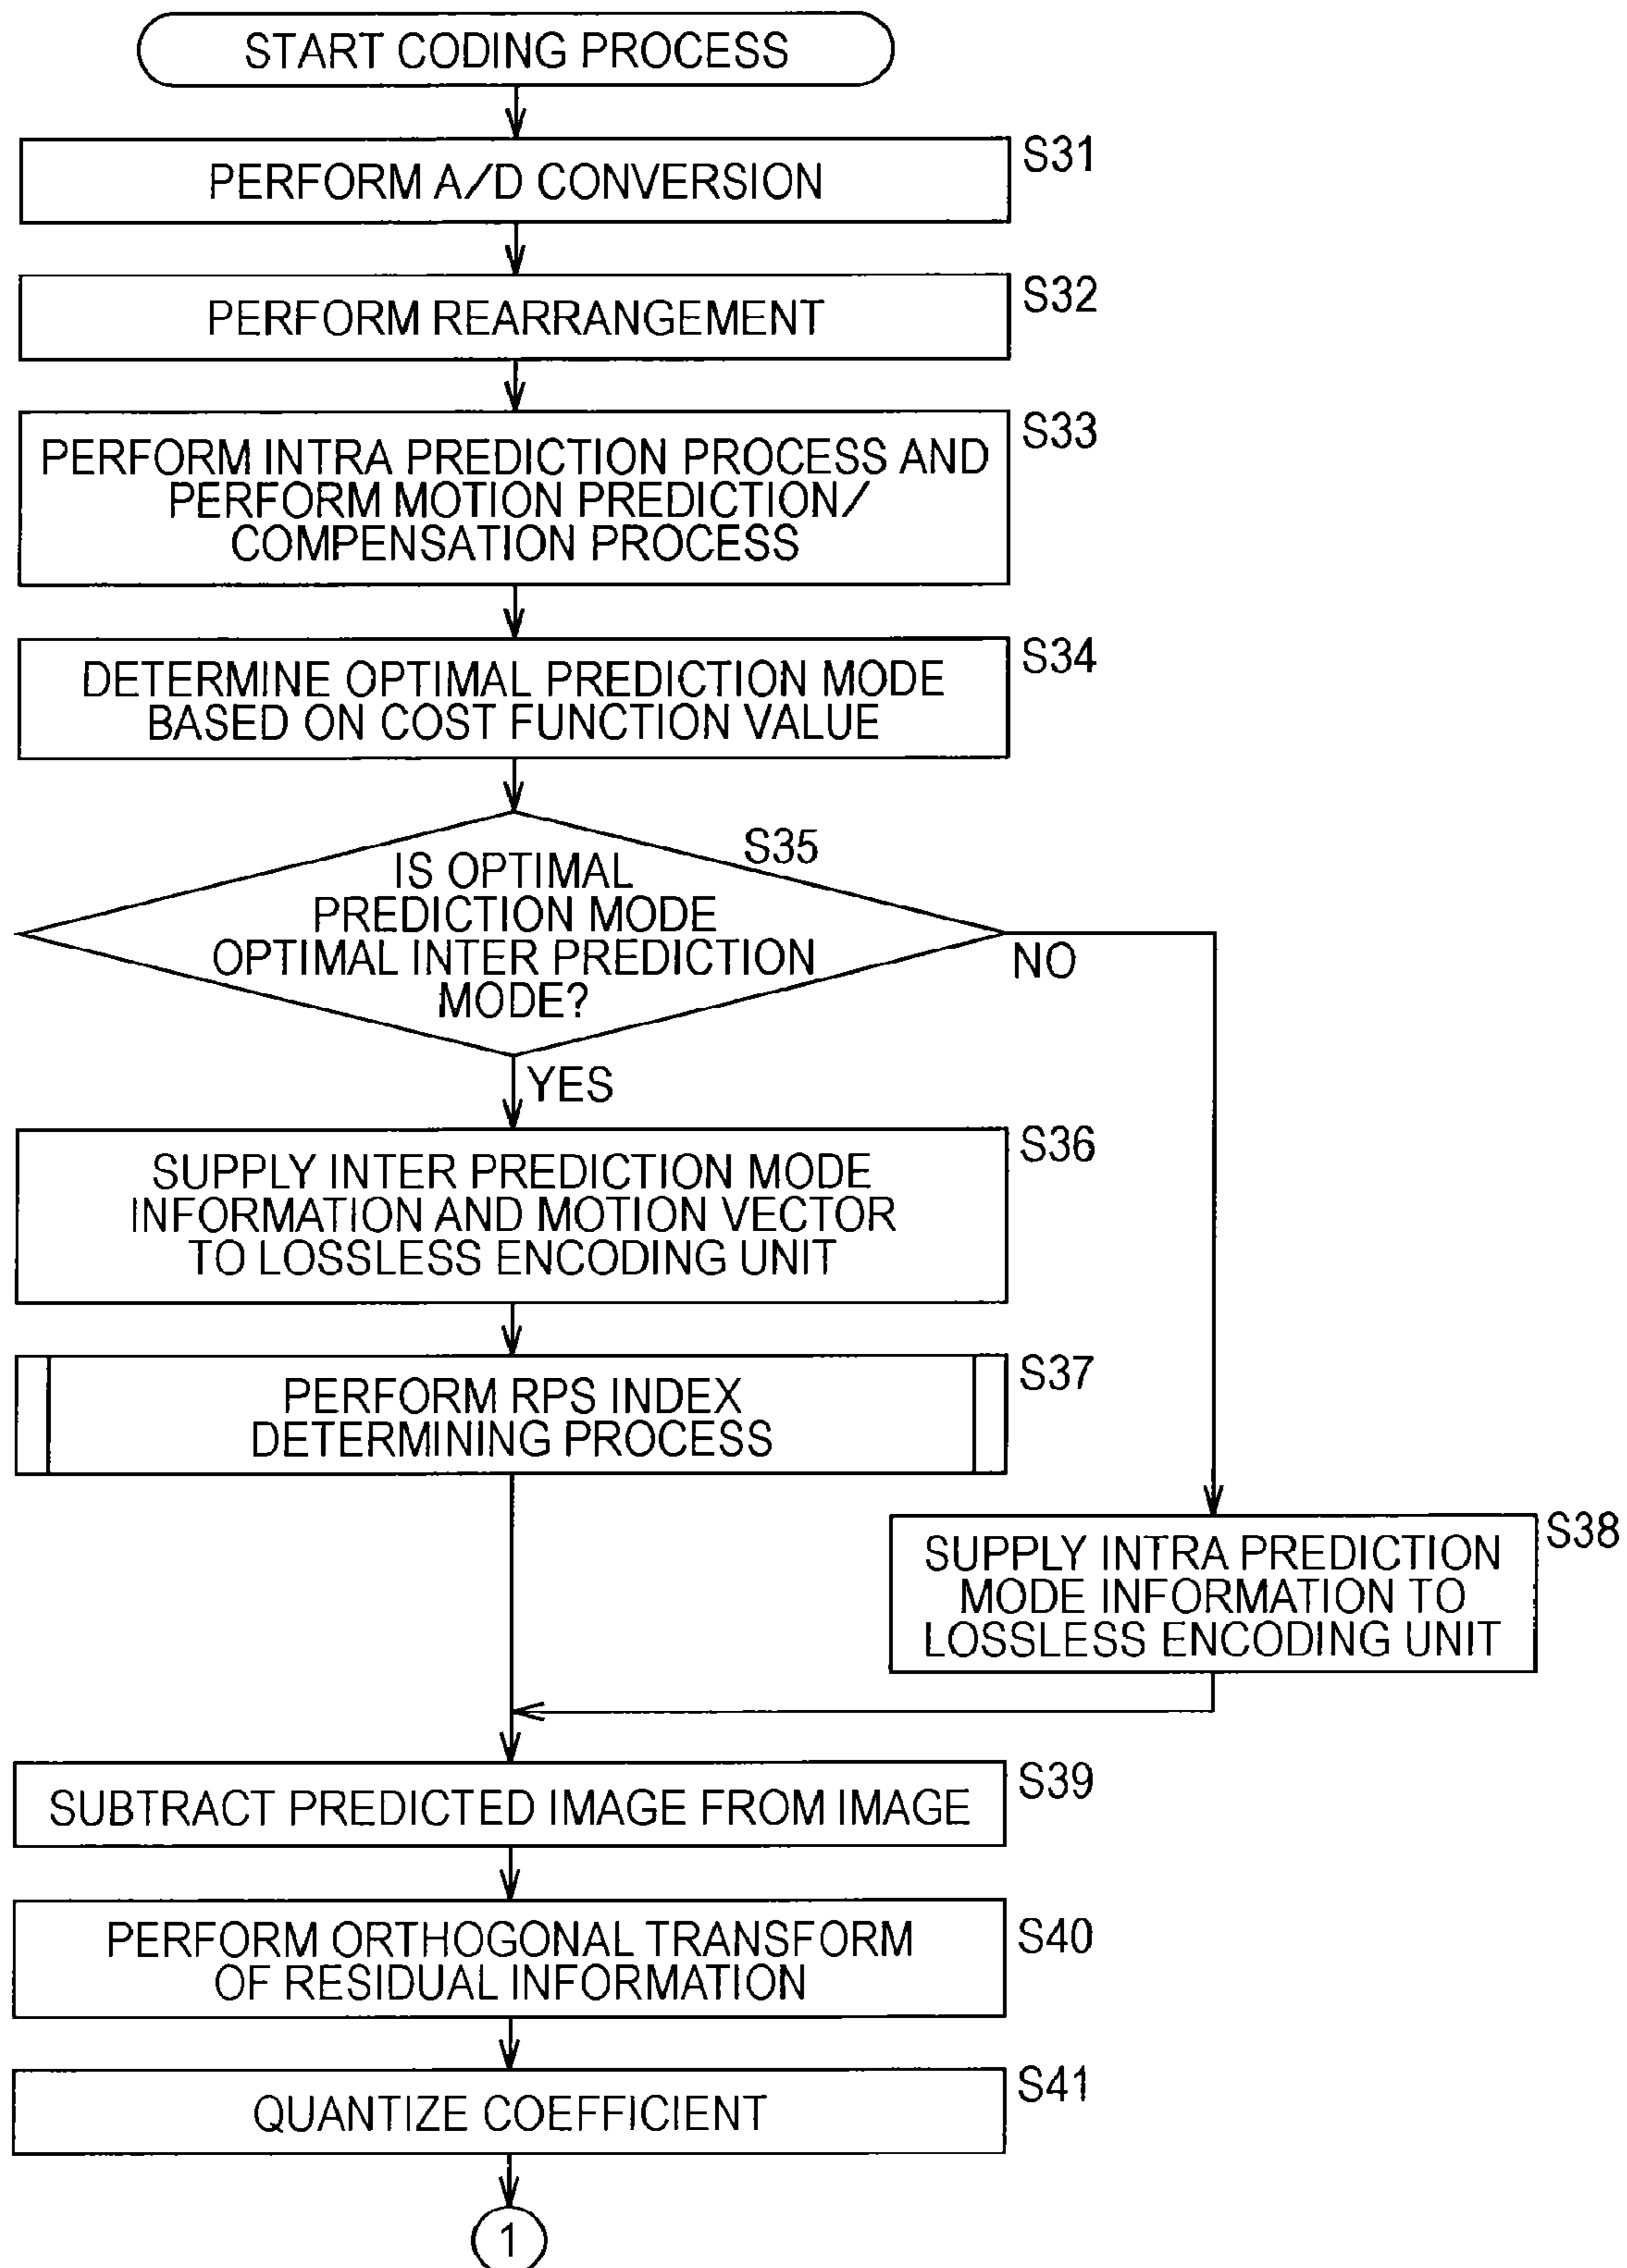 START CODING PROCESS
S31
PERFORM A/D CONVERSION
S32
PERFORM REARRANGEMENT
S33
PERFORM INTRA PREDICTION PROCESS AND
PERFORM MOTION PREDICTION/
COMPENSATION PROCESS
S34
DETERMINE OPTIMAL PREDICTION MODE
BASED ON COST FUNCTION VALUE
S35
IS OPTIMAL
PREDICTION MODE
OPTIMAL INTER PREDICTION
MODE?
NO
YES
S36
SUPPLY INTER PREDICTION MODE
INFORMATION AND MOTION VECTOR
TO LOSSLESS ENCODING UNIT
S37
PERFORM RPS INDEX
DETERMINING PROCESS
S38
SUPPLY INTRA PREDICTION
MODE INFORMATION TO
LOSSLESS ENCODING UNIT
S39
SUBTRACT PREDICTED IMAGE FROM IMAGE
S40
PERFORM ORTHOGONAL TRANSFORM
OF RESIDUAL INFORMATION
S41
QUANTIZE COEFFICIENT
1